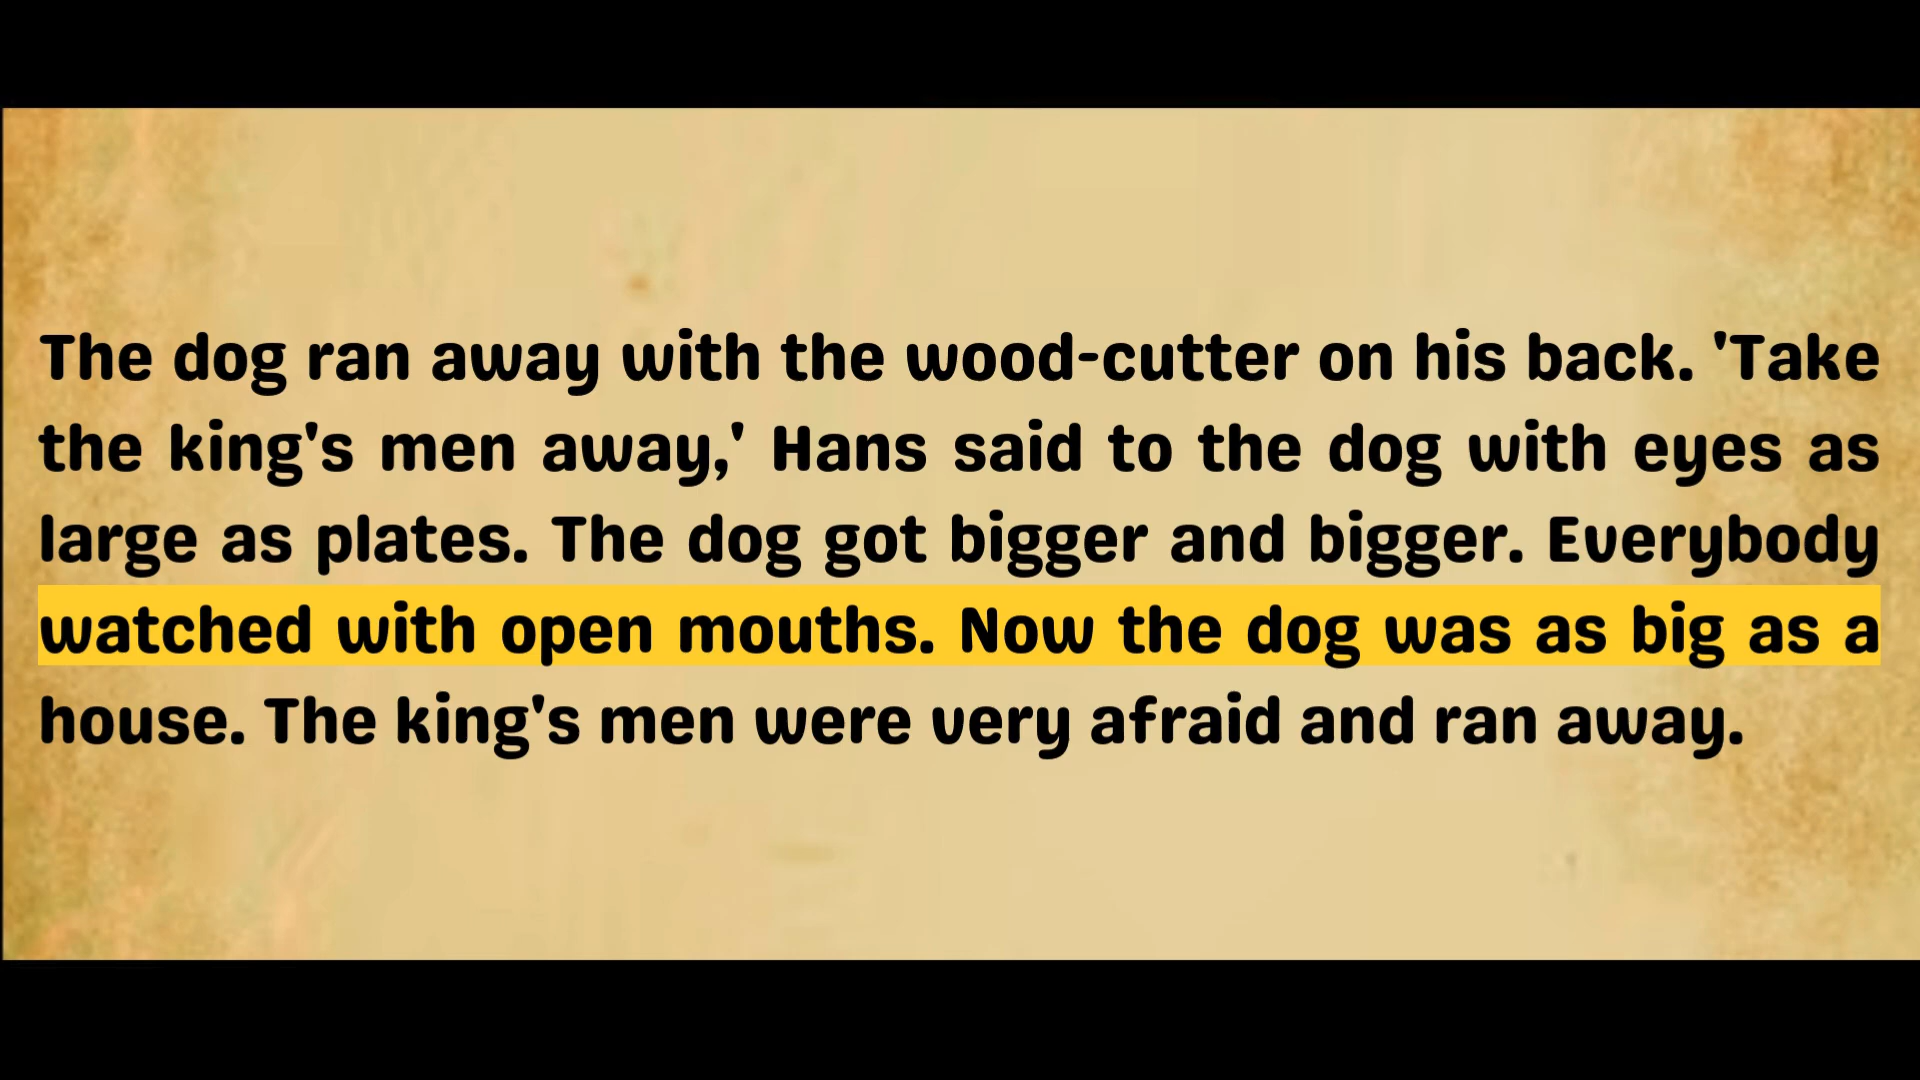 The dog ran away with the wood-cutter on his back. 'Take
the king's men away,' Hans said to the dog with eyes as
large as plates. The dog got bigger and bigger. Everybody
watched with open mouths. Now the dog was as big as a
house. The king's men were very afraid and ran away.